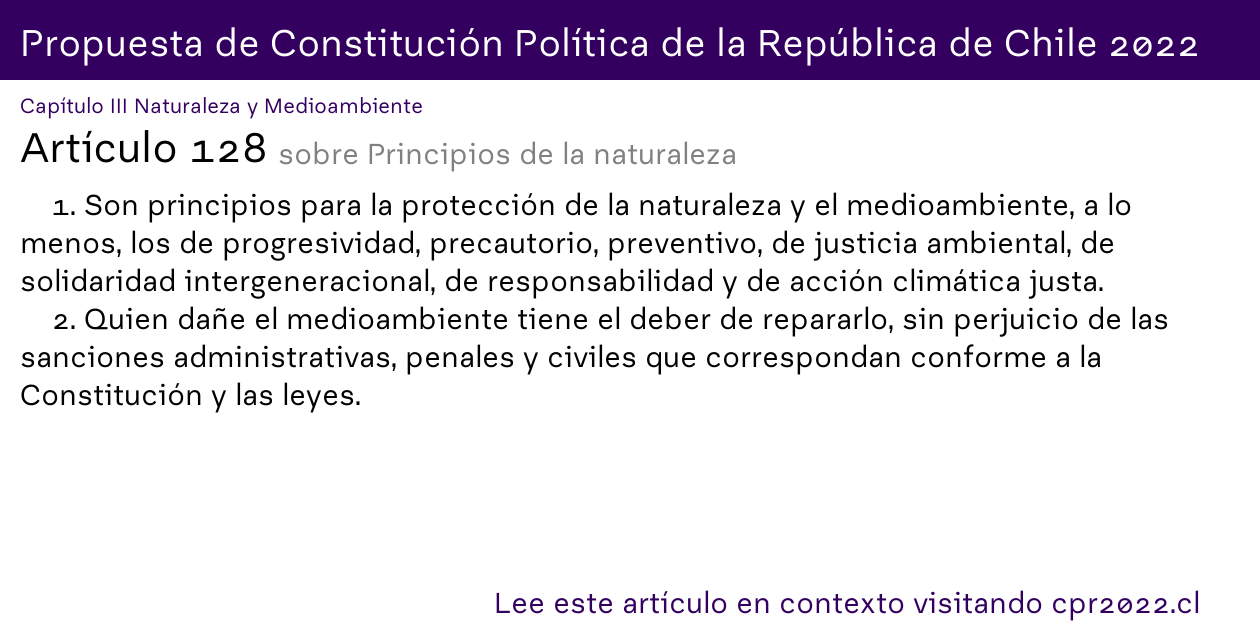 Propuesta de Constitución Política de la República de Chile 2022
Capítulo III Naturaleza y Medioambiente
Artículo 128 sobre Principios de la naturaleza
1. Son principios para la protección de la naturaleza y el medioambiente, a lo
menos, los de progresividad, precautorio, preventivo, de justicia ambiental, de
solidaridad intergeneracional, de responsabilidad y de acción climática justa.
2. Quien dañe el medioambiente tiene el deber de repararlo, sin perjuicio de las
sanciones administrativas, penales y civiles que correspondan conforme a la
Constitución y las leyes.
Lee este artículo en contexto visitando cpr2022.cl